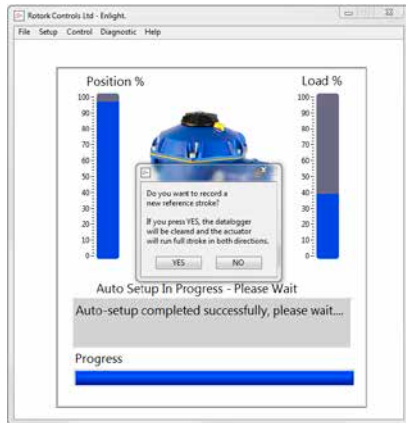 Rotork Controls Ltd - Enlight.
File Setup Control Diagnostic Help
Position %
Load %
100
90
80
70
60
50
40
30
20
10
0
100
90
80
70
60
50
40
30
20
10
0
Do you want to record a
new reference stroke?
If you press YES, the datalogger
will be cleared and the actuator
will run full stroke in both directions.
YES NO
Auto Setup In Progress - Please Wait
Auto-setup completed successfully, please wait....
Progress